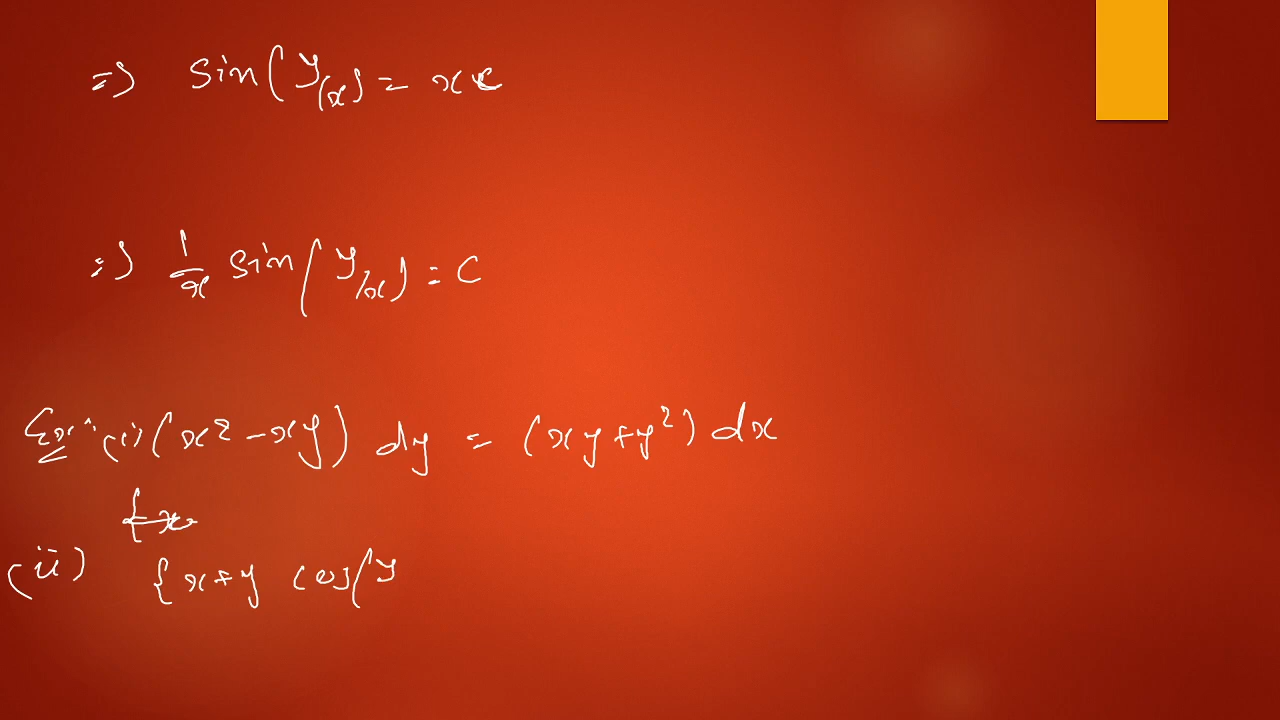 => sin(y/(x)) = xc
=> 1/x sin(y/x) = c
Ex: (i) (x² - xy) dy = (xy + y²) dx
{x
(ii) {x + y cos(y